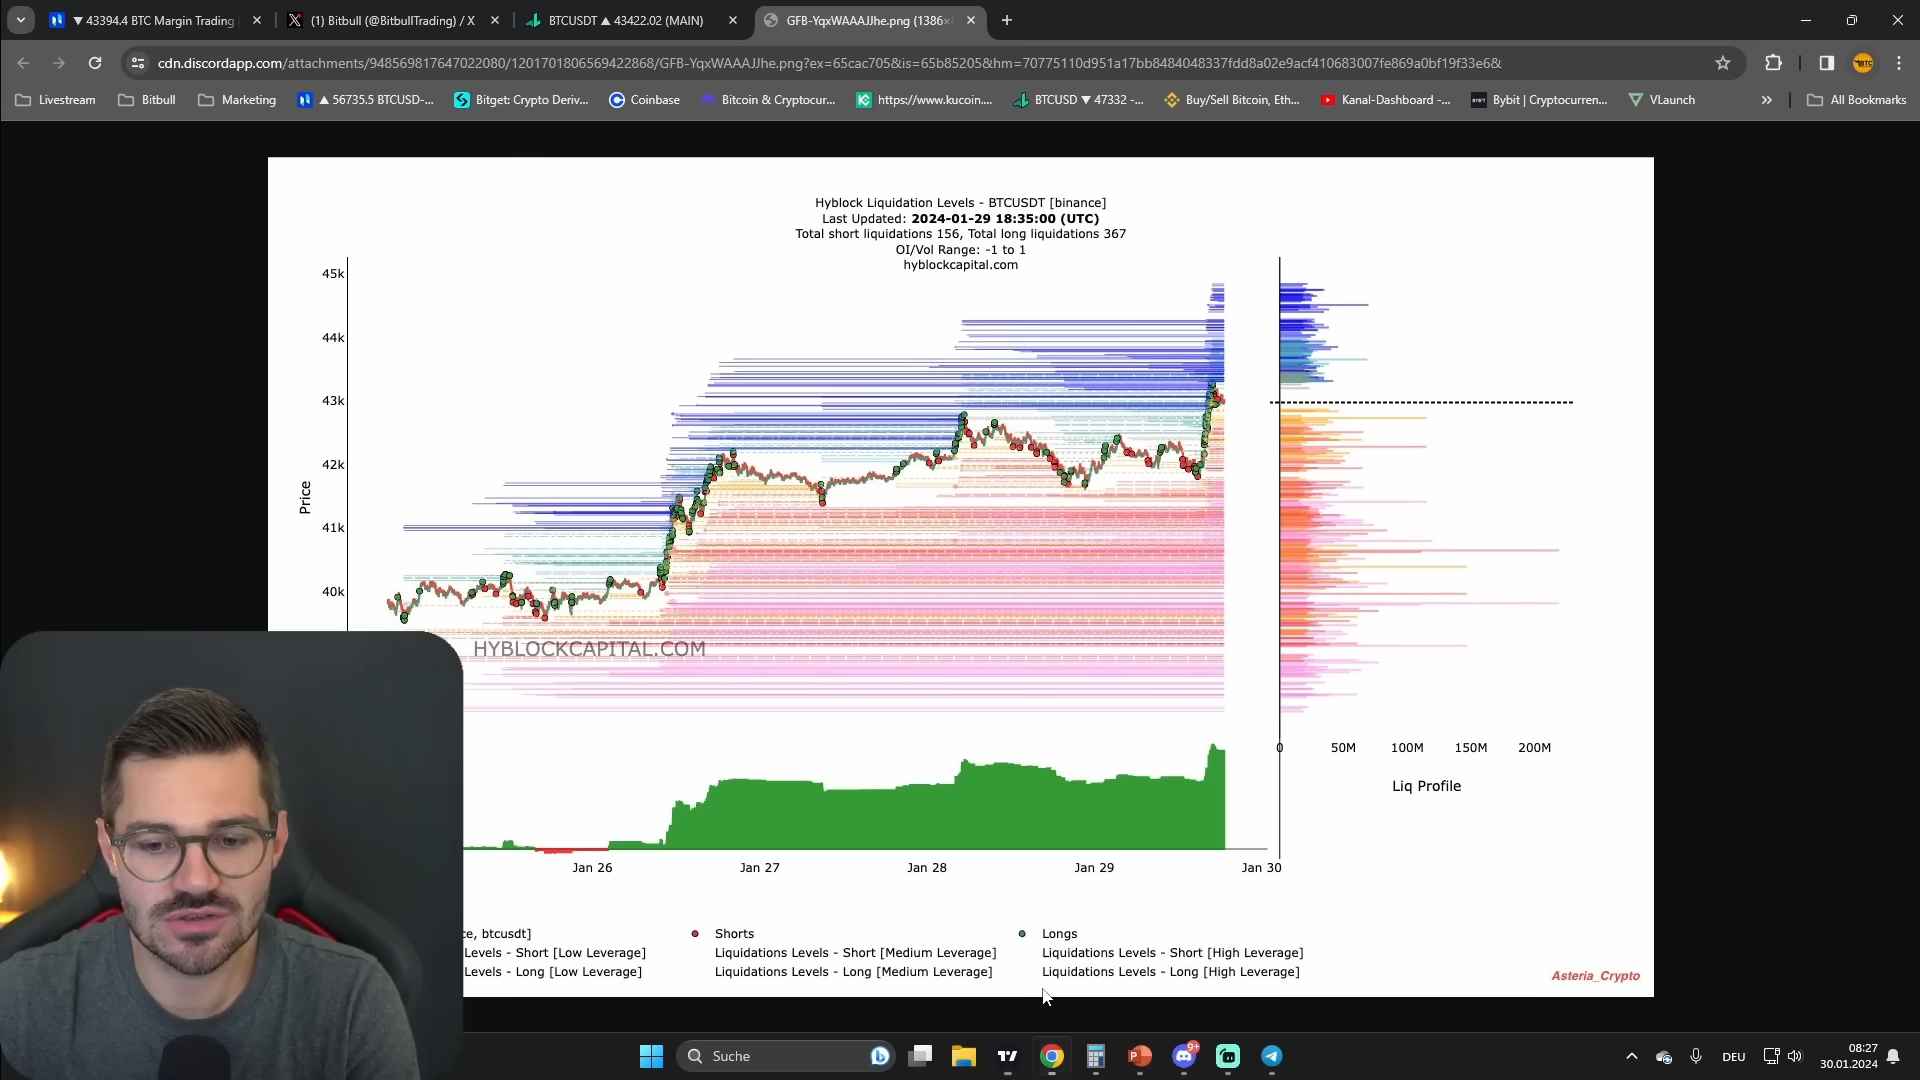 ▼ 43394.4 BTC Margin Trading
(1) Bitbull (@BitbullTrading) / X
BTCUSDT ▲ 43422.02 (MAIN)
GFB-YqxWAAAJJhe.png (1386×
cdn.discordapp.com/attachments/948569817647022080/1201701806569422868/GFB-YqxWAAAJJhe.png?ex=65cac705&is=65b85205&hm=70775110d951a17bb8484048337fdd8a02e9acf410683007fe869a0bf19f33e6&
Livestream
Bitbull
Marketing
▲ 56735.5 BTCUSD-...
Bitget: Crypto Deriv...
Coinbase
Bitcoin & Cryptocur...
https://www.kucoin....
BTCUSD ▼ 47332 -...
Buy/Sell Bitcoin, Eth...
Kanal-Dashboard -...
Bybit | Cryptocurren...
VLaunch
All Bookmarks
Hyblock Liquidation Levels - BTCUSDT [binance]
Last Updated: 2024-01-29 18:35:00 (UTC)
Total short liquidations 156, Total long liquidations 367
OI/Vol Range: -1 to 1
hyblockcapital.com
45k
44k
43k
42k
41k
40k
Price
HYBLOCKCAPITAL.COM
0 50M 100M 150M 200M
Liq Profile
Jan 26 Jan 27 Jan 28 Jan 29 Jan 30
ce, btcusdt]
Levels - Short [Low Leverage]
Levels - Long [Low Leverage]
Shorts
Liquidations Levels - Short [Medium Leverage]
Liquidations Levels - Long [Medium Leverage]
Longs
Liquidations Levels - Short [High Leverage]
Liquidations Levels - Long [High Leverage]
Asteria_Crypto
Suche
9+
DEU
08:27
30.01.2024